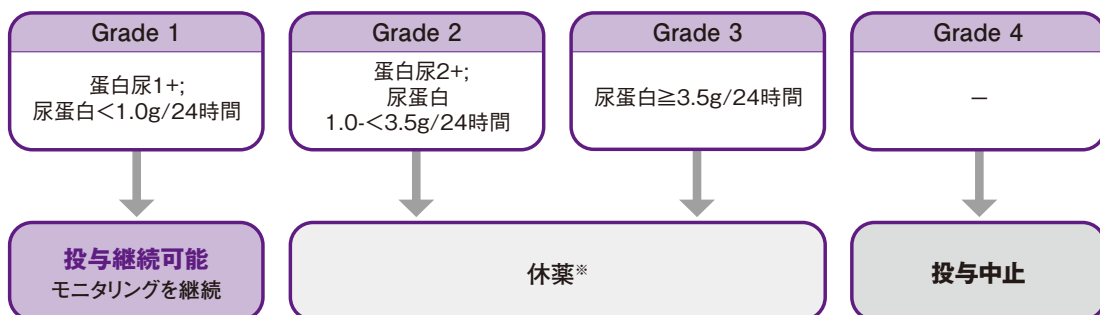 Grade 1
蛋白尿1+;
尿蛋白<1.0g/24時間
Grade 2
蛋白尿2+;
尿蛋白
1.0-<3.5g/24時間
Grade 3
尿蛋白≧3.5g/24時間
Grade 4
–
投与継続可能
モニタリングを継続
休薬※
投与中止